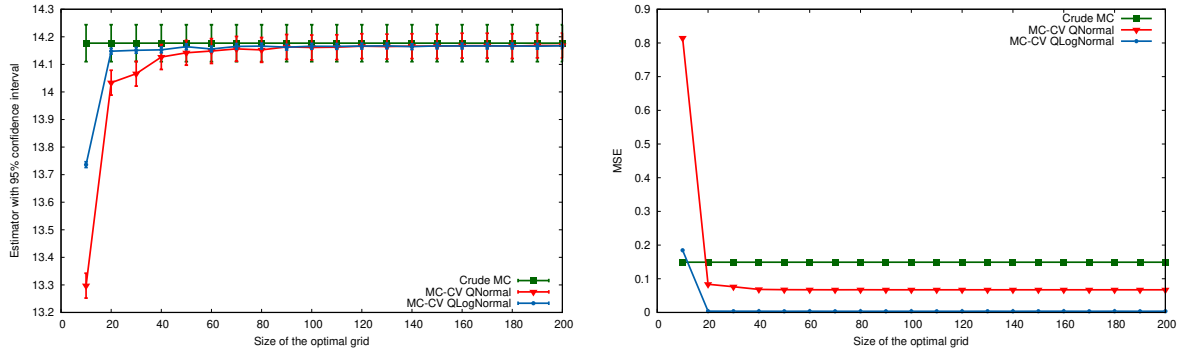 14.3
14.2
14.1
14
13.9
13.8
13.7
13.6
13.5
13.4
13.3
13.2
Estimator with 95% confidence interval
Crude MC
MC-CV QNormal
MC-CV QLogNormal
0 20 40 60 80 100 120 140 160 180 200
Size of the optimal grid
0.9
0.8
0.7
0.6
0.5
0.4
0.3
0.2
0.1
0
MSE
Crude MC
MC-CV QNormal
MC-CV QLogNormal
0 20 40 60 80 100 120 140 160 180 200
Size of the optimal grid